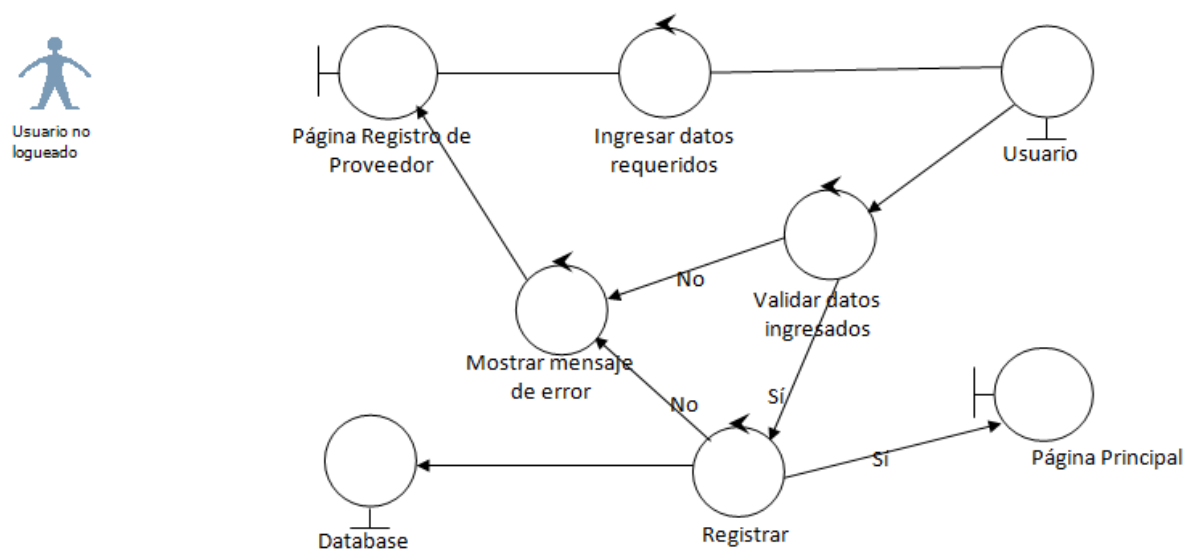 Usuario no
logueado
Página Registro de
Proveedor
Ingresar datos
requeridos
Usuario
No
Validar datos
ingresados
Mostrar mensaje
de error
No
Sí
Sí
Página Principal
Registrar
Database